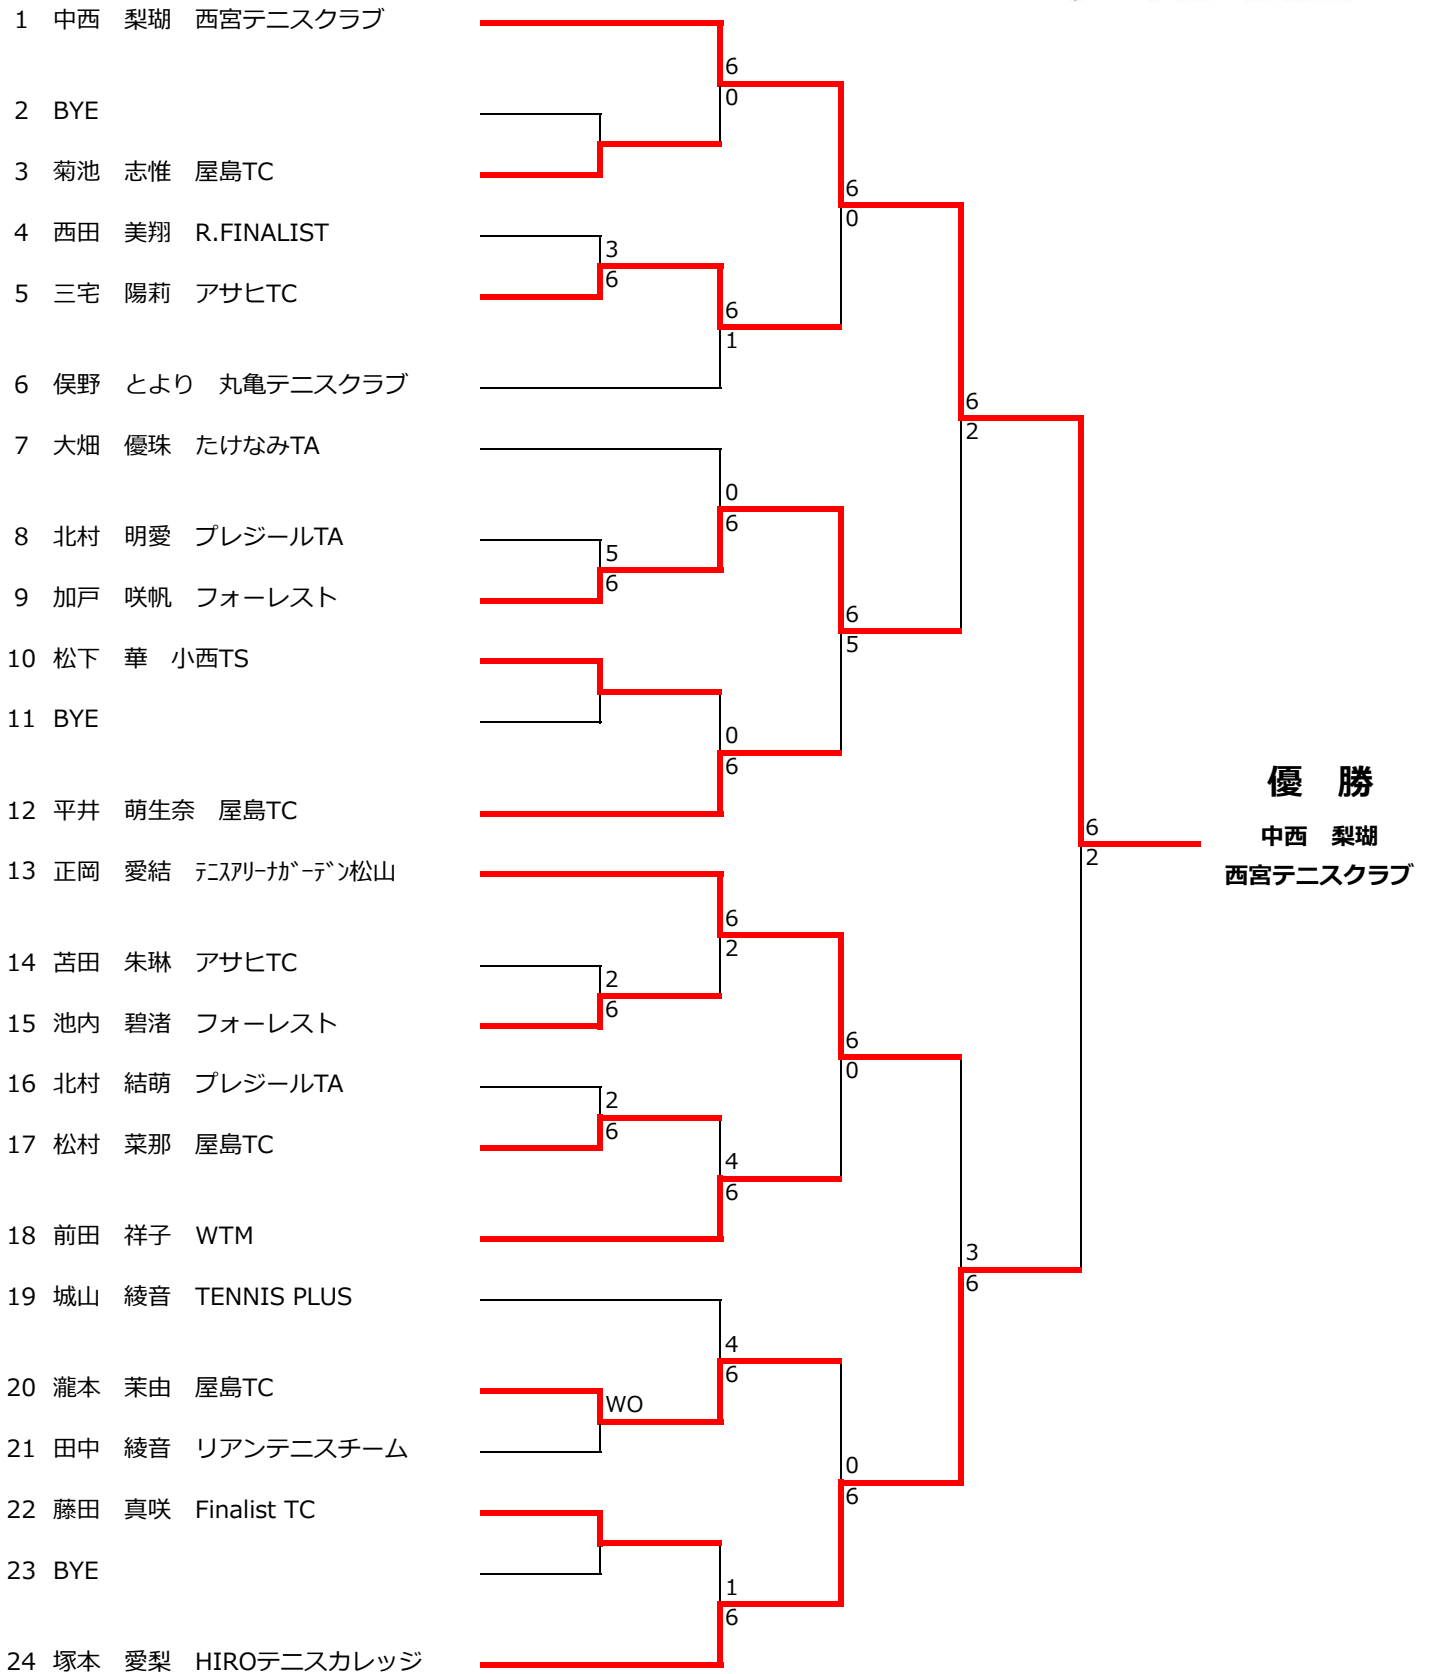 1 中西 梨瑚 西宮テニスクラブ
6
0
2 BYE
3 菊池 志惟 屋島TC
6
0
4 西田 美翔 R.FINALIST
3
6
5 三宅 陽莉 アサヒTC
6
1
6 俣野 とより 丸亀テニスクラブ
6
2
7 大畑 優珠 たけなみTA
0
6
8 北村 明愛 プレジールTA
5
6
9 加戸 咲帆 フォーレスト
6
5
10 松下 華 小西TS
11 BYE
0
6
12 平井 萌生奈 屋島TC
優 勝
中西 梨瑚
西宮テニスクラブ
6
2
13 正岡 愛結 ﾃﾆｽｱﾘｰﾅｶﾞｰﾃﾞﾝ松山
6
2
14 苫田 朱琳 アサヒTC
2
6
15 池内 碧渚 フォーレスト
6
0
16 北村 結萌 プレジールTA
2
6
17 松村 菜那 屋島TC
4
6
18 前田 祥子 WTM
3
6
19 城山 綾音 TENNIS PLUS
4
6
20 瀧本 茉由 屋島TC
WO
21 田中 綾音 リアンテニスチーム
0
6
22 藤田 真咲 Finalist TC
23 BYE
1
6
24 塚本 愛梨 HIROテニスカレッジ